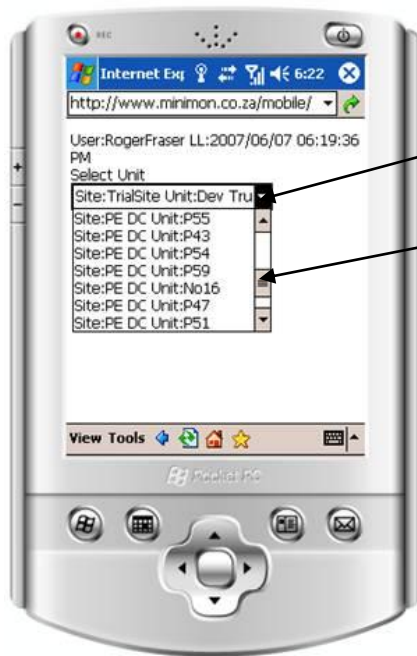 REC
Internet Exp 6:22
http://www.minimon.co.za/mobile/
User:RogerFraser LL:2007/06/07 06:19:36
PM
Select Unit
Site:TrialSite Unit:Dev Tru
Site:PE DC Unit:P55
Site:PE DC Unit:P43
Site:PE DC Unit:P54
Site:PE DC Unit:P59
Site:PE DC Unit:No16
Site:PE DC Unit:P47
Site:PE DC Unit:P51
View Tools
Pocket PC